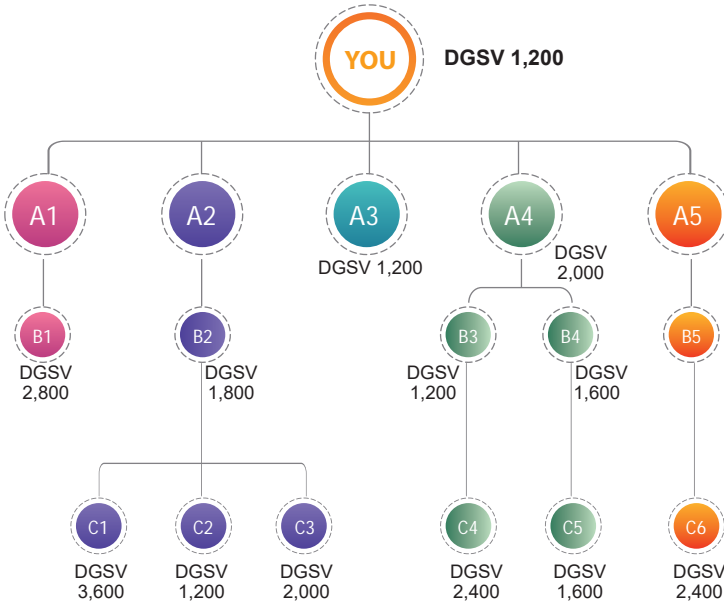 YOU
DGSV 1,200
A1
A2
A3
A4
A5
DGSV 1,200
DGSV
2,000
B1
B2
B3
B4
B5
DGSV
2,800
DGSV
1,800
DGSV
1,200
DGSV
1,600
C1
C2
C3
C4
C5
C6
DGSV
3,600
DGSV
1,200
DGSV
2,000
DGSV
2,400
DGSV
1,600
DGSV
2,400